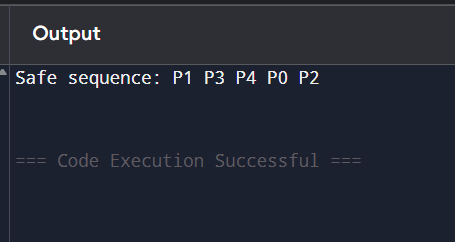 Output
Safe sequence: P1 P3 P4 P0 P2
=== Code Execution Successful ===